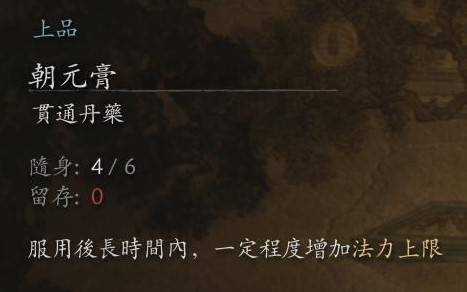 上品
朝元膏
貫通丹藥
隨身: 4 / 6
留存: 0
服用後長時間內，一定程度增加法力上限